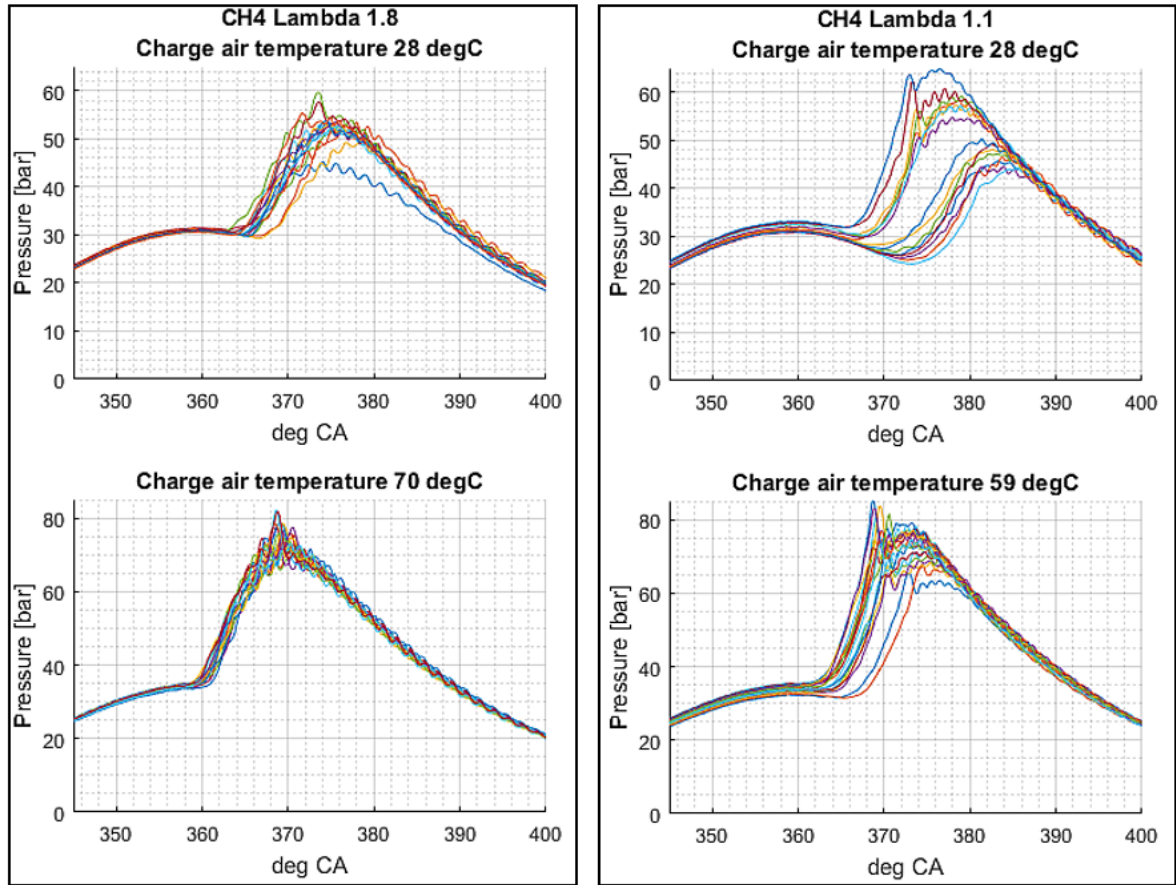 CH4 Lambda 1.8
Charge air temperature 28 degC
Pressure [bar]
60
50
40
30
20
10
0
350 360 370 380 390 400
deg CA
Charge air temperature 70 degC
Pressure [bar]
80
60
40
20
0
350 360 370 380 390 400
deg CA
CH4 Lambda 1.1
Charge air temperature 28 degC
Pressure [bar]
60
50
40
30
20
10
0
350 360 370 380 390 400
deg CA
Charge air temperature 59 degC
Pressure [bar]
80
60
40
20
0
350 360 370 380 390 400
deg CA